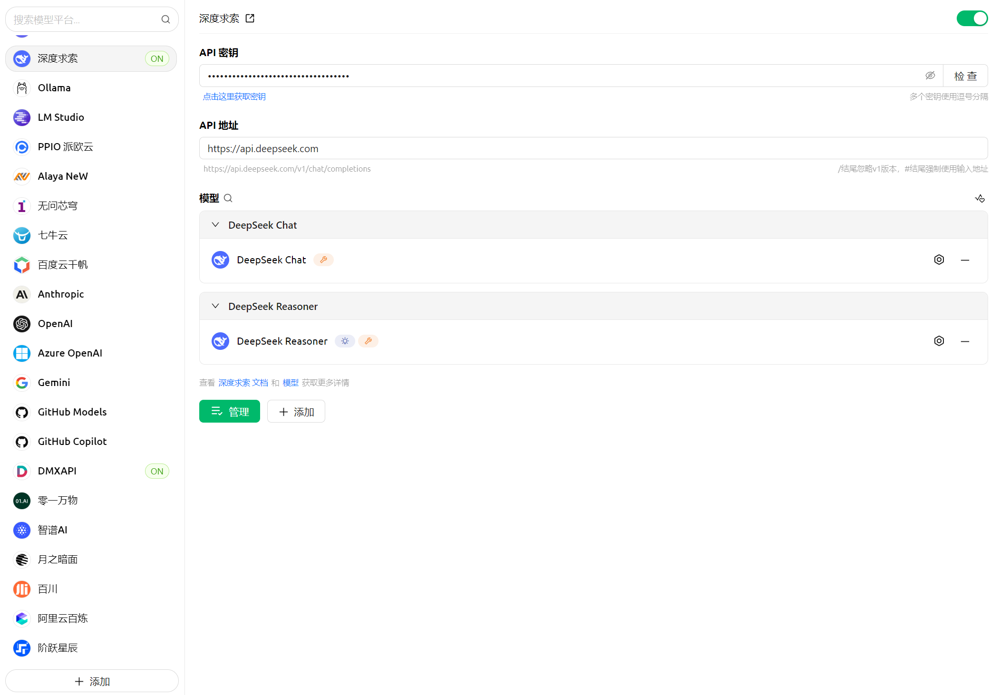 搜索模型平台...
深度求索 ON
Ollama
LM Studio
PPIO 派欧云
Alaya NeW
无问芯穹
七牛云
百度云千帆
Anthropic
OpenAI
Azure OpenAI
Gemini
GitHub Models
GitHub Copilot
DMXAPI ON
01.AI 零一万物
智谱AI
月之暗面
百川
阿里云百炼
阶跃星辰
添加
深度求索
API 密钥
••••••••••••••••••••••••••••••••••• 检 查
点击这里获取密钥 多个密钥使用逗号分隔
API 地址
https://api.deepseek.com
https://api.deepseek.com/v1/chat/completions /结尾忽略v1版本，#结尾强制使用输入地址
模型
DeepSeek Chat
DeepSeek Chat
DeepSeek Reasoner
DeepSeek Reasoner
查看 深度求索 文档 和 模型 获取更多详情
管理 添加